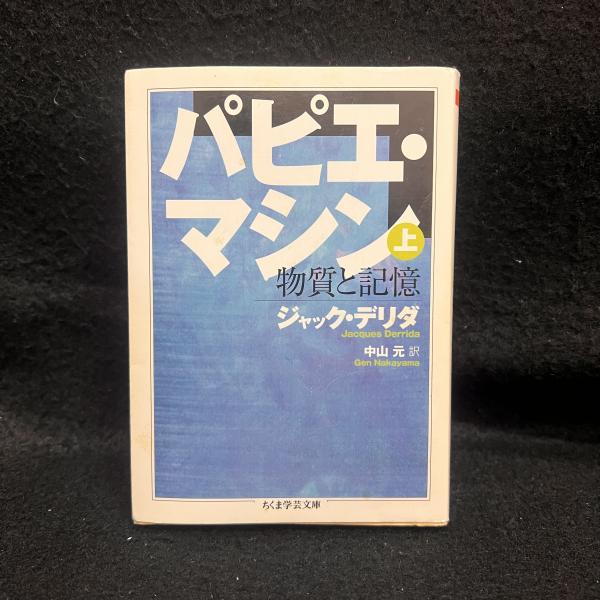 パピエ・
マシン 上
物質と記憶
ジャック・デリダ
Jacques Derrida
中山 元 訳
Gen Nakayama
ちくま学芸文庫